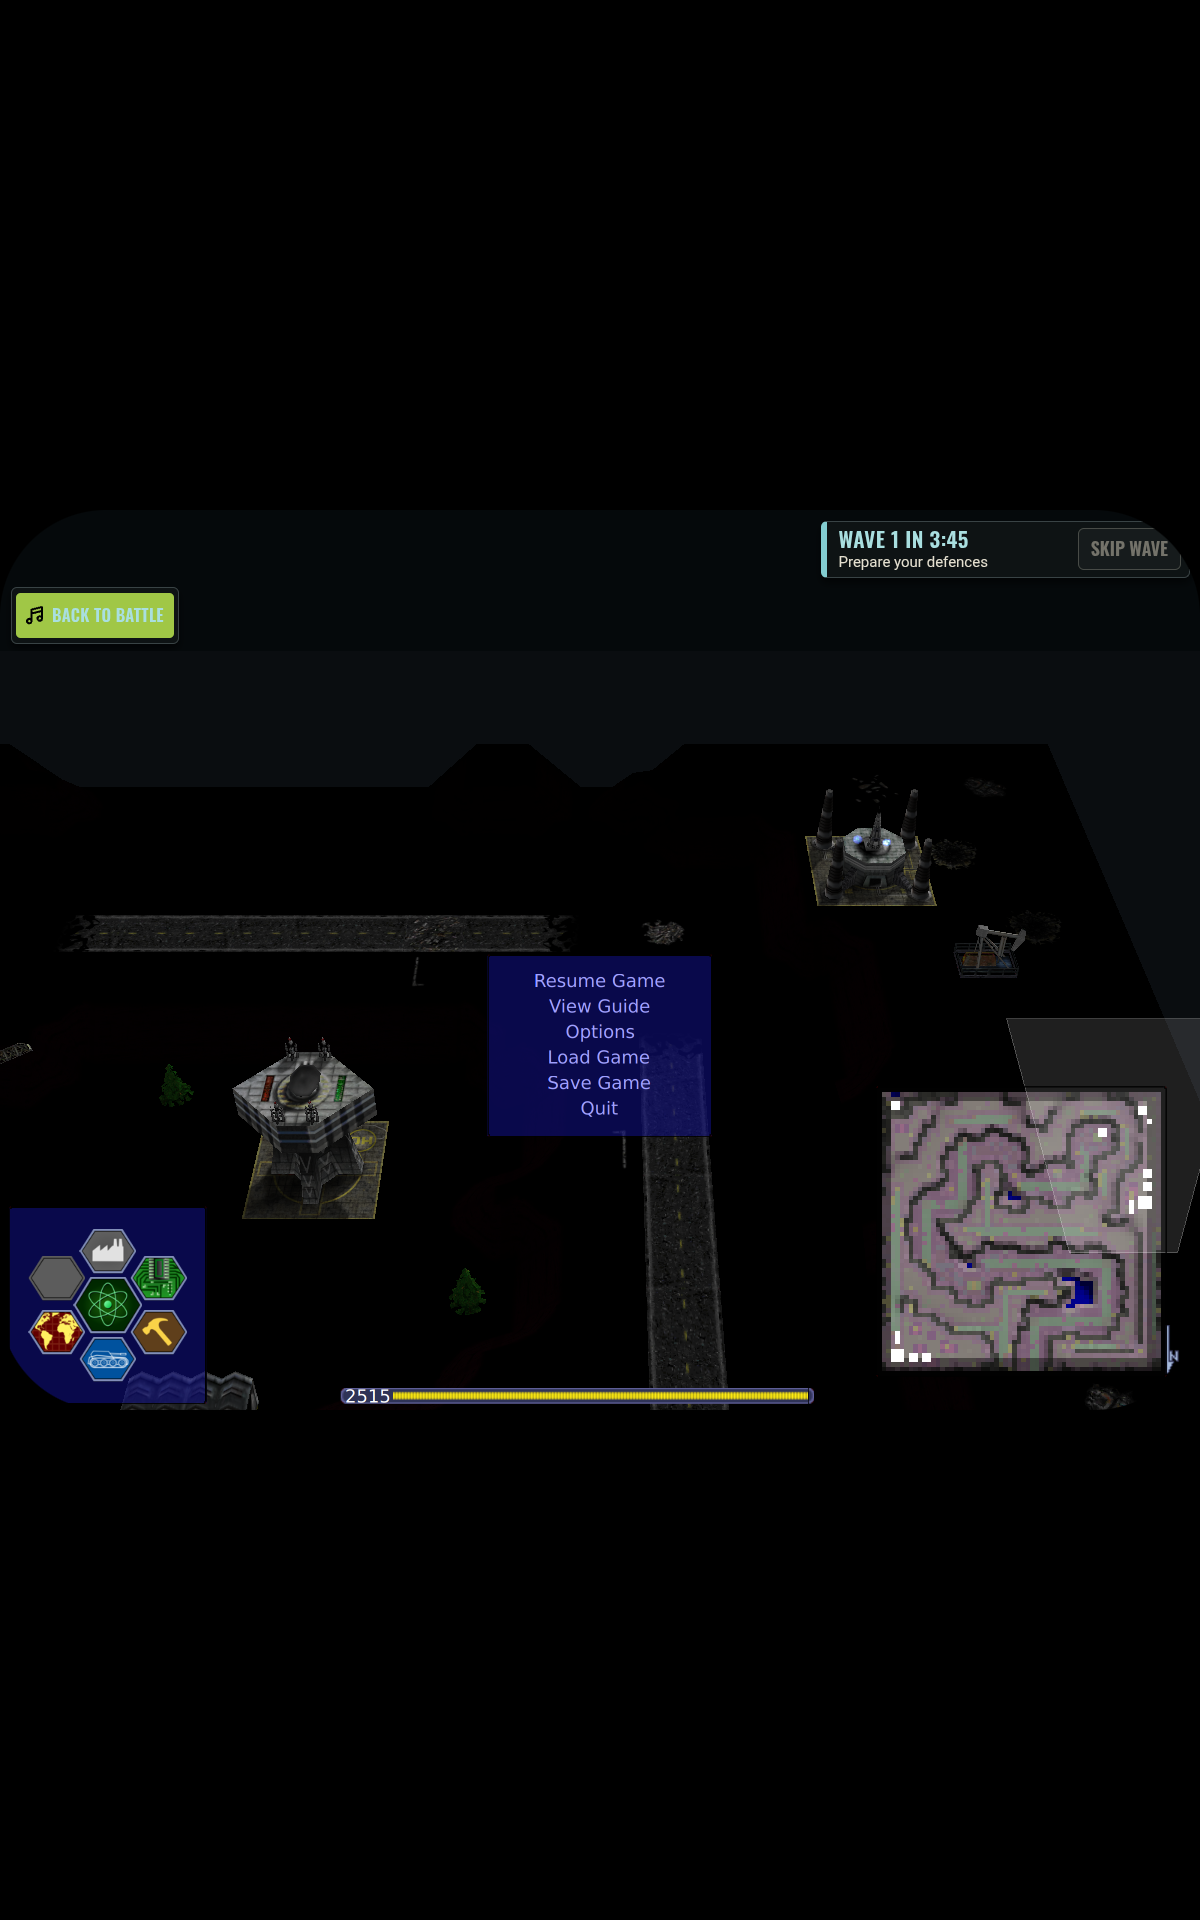 WAVE 1 IN 3:45
Prepare your defences
SKIP WAVE
BACK TO BATTLE
Resume Game
View Guide
Options
Load Game
Save Game
Quit
N
2515